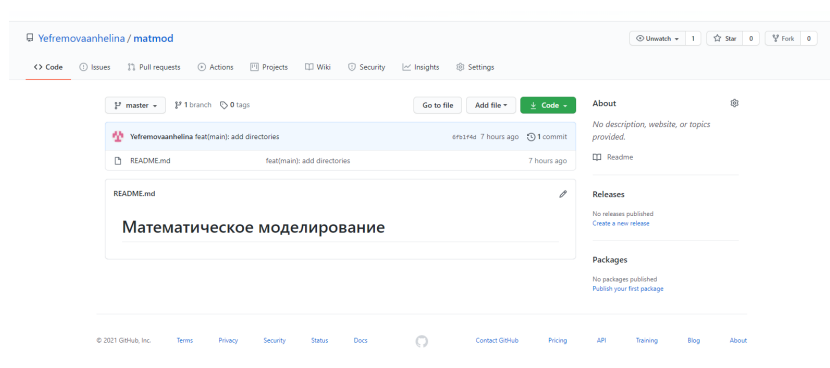 Yefremovaanhelina / matmod
Unwatch 1 Star 0 Fork 0
Code Issues Pull requests Actions Projects Wiki Security Insights Settings
master 1 branch 0 tags Go to file Add file Code
Yefremovaanhelina feat(main): add directories 6fb1f4d 7 hours ago 1 commit
README.md feat(main): add directories 7 hours ago
README.md
Математическое моделирование
About
No description, website, or topics
provided.
Readme
Releases
No releases published
Create a new release
Packages
No packages published
Publish your first package
© 2021 GitHub, Inc. Terms Privacy Security Status Docs Contact GitHub Pricing API Training Blog About